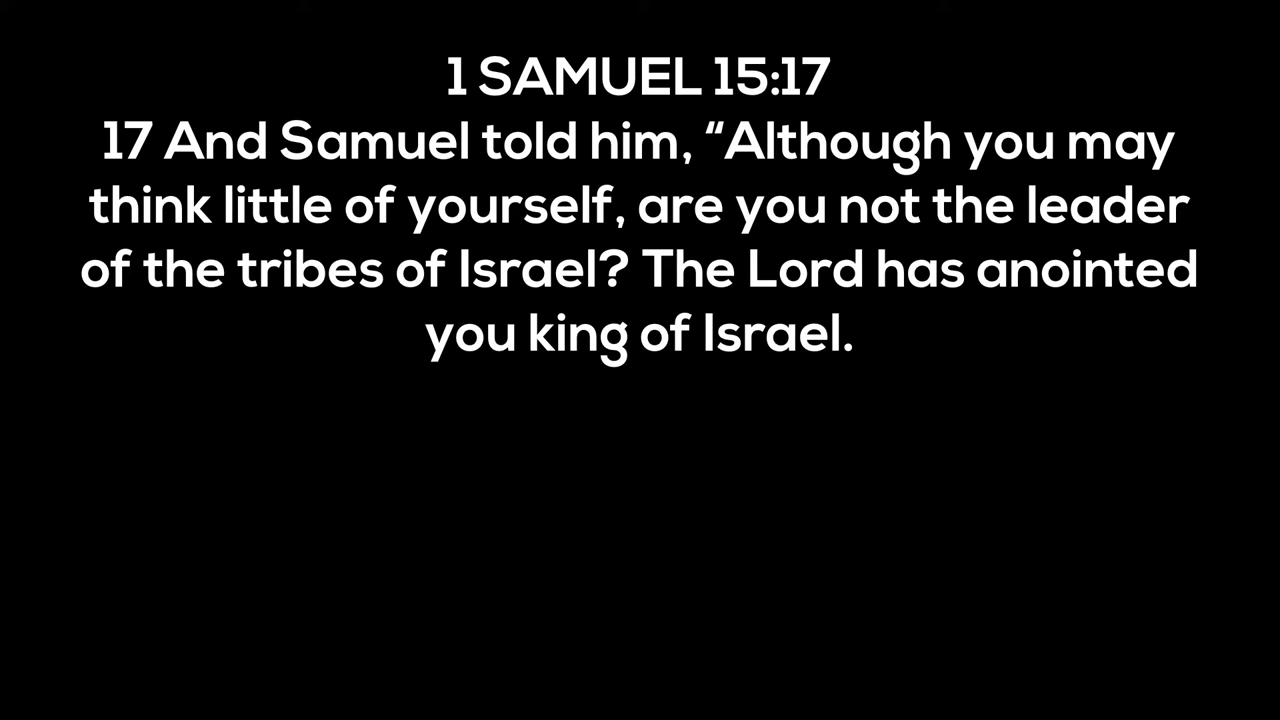 1 SAMUEL 15:17
17 And Samuel told him, “Although you may
think little of yourself, are you not the leader
of the tribes of Israel? The Lord has anointed
you king of Israel.